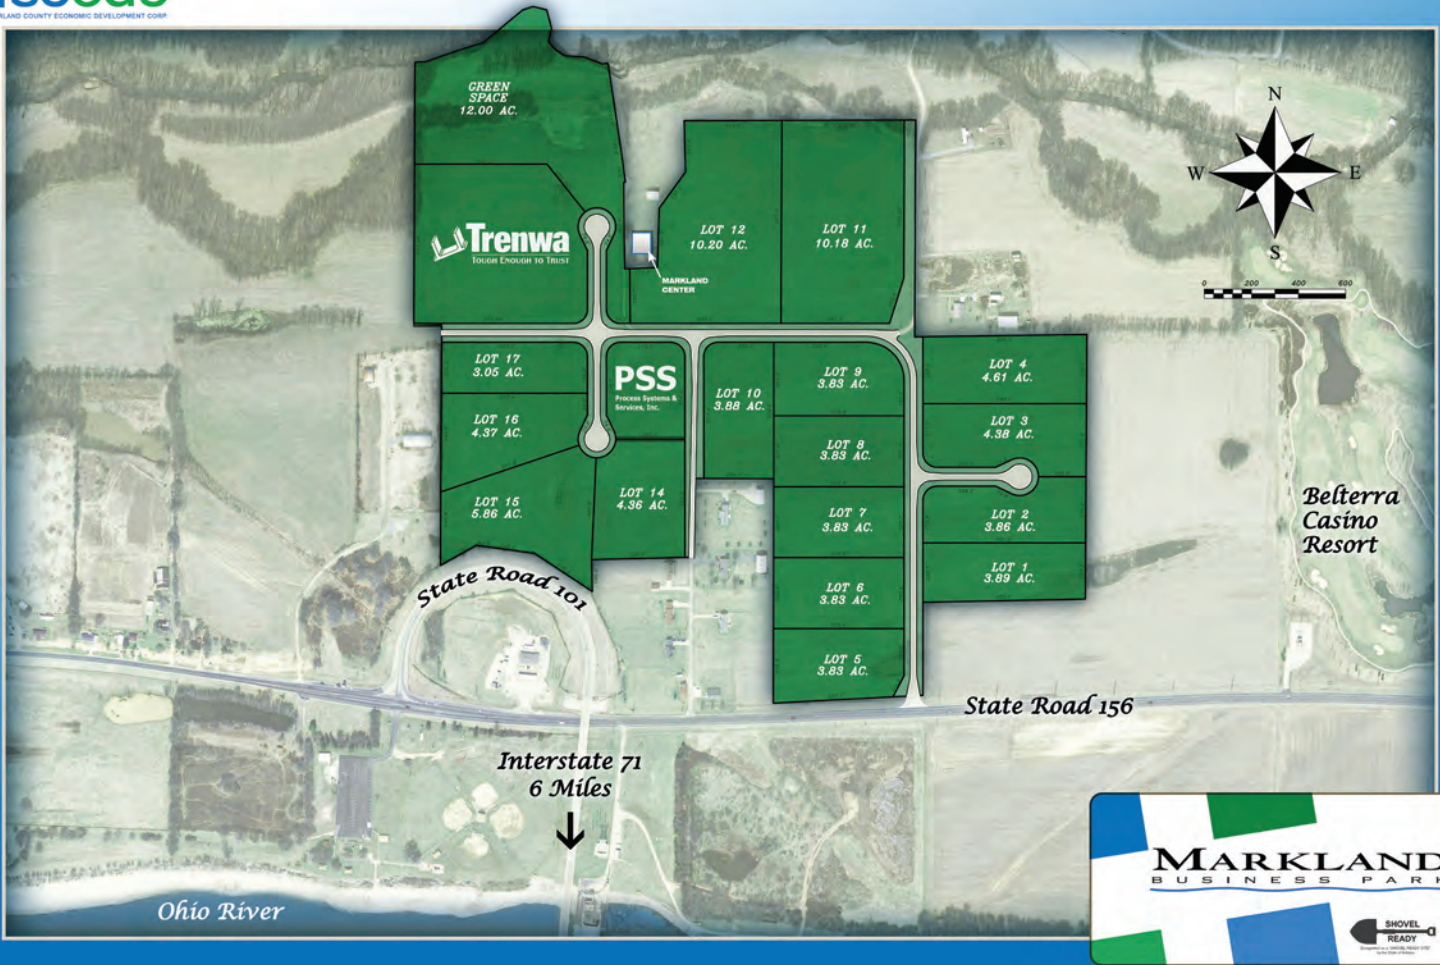 RLAND COUNTY ECONOMIC DEVELOPMENT CORP
GREEN
SPACE
12.00 AC.
N
W
E
S
0 200 400 600
Trenwa
TOUGH ENOUGH TO TRUST
LOT 12
10.20 AC.
LOT 11
10.18 AC.
MARKLAND
CENTER
LOT 17
3.05 AC.
PSS
Process Systems &
Services, Inc.
LOT 10
3.88 AC.
LOT 9
3.83 AC.
LOT 4
4.61 AC.
LOT 16
4.37 AC.
LOT 8
3.83 AC.
LOT 3
4.38 AC.
LOT 15
5.86 AC.
LOT 14
4.36 AC.
LOT 7
3.83 AC.
LOT 2
3.86 AC.
Belterra
Casino
Resort
LOT 6
3.83 AC.
LOT 1
3.89 AC.
State Road 101
LOT 5
3.83 AC.
State Road 156
Interstate 71
6 Miles
Ohio River
MARKLAND
BUSINESS PARK
SHOVEL
READY